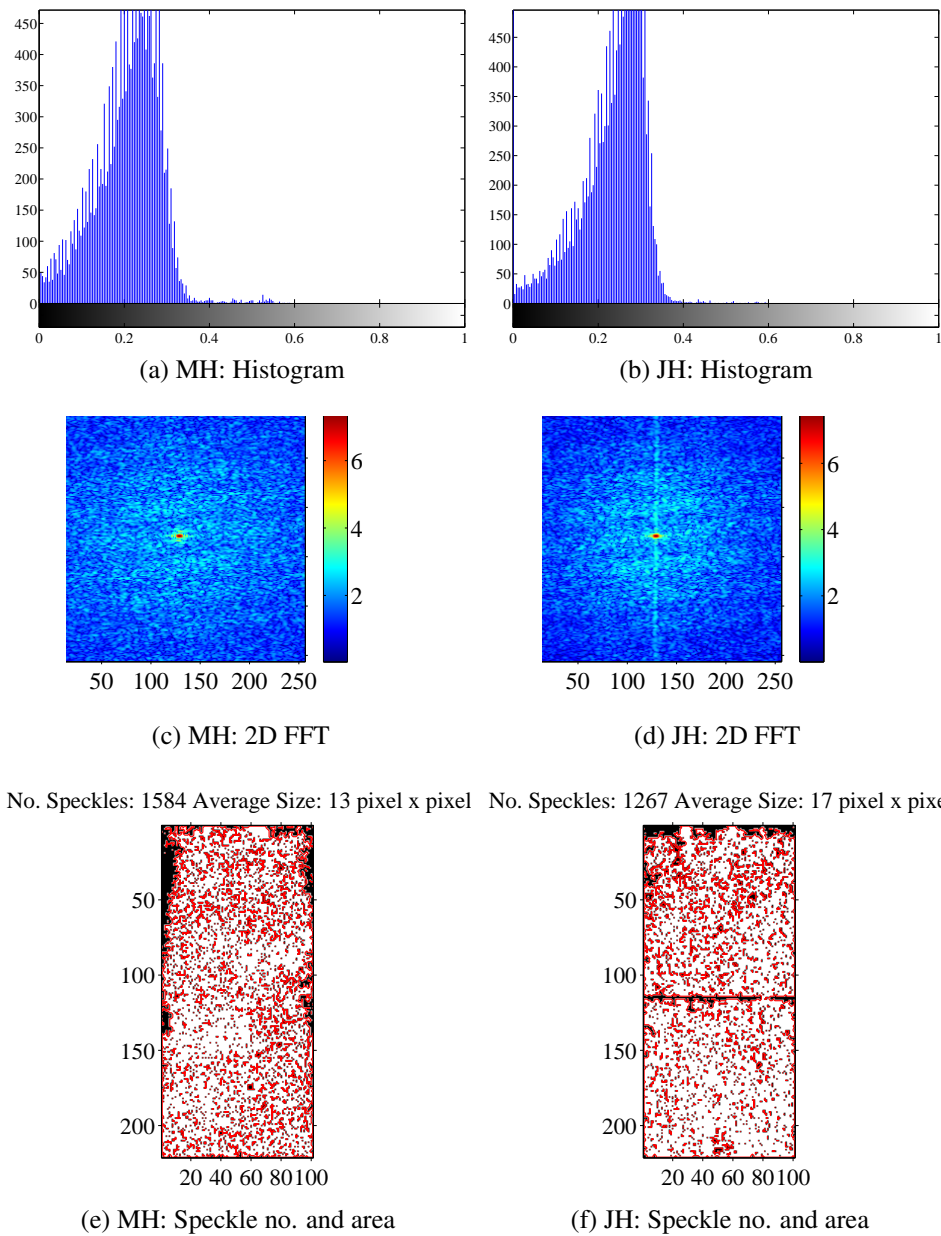 450
400
350
300
250
200
150
100
50
0
0 0.2 0.4 0.6 0.8 1
450
400
350
300
250
200
150
100
50
0
0 0.2 0.4 0.6 0.8 1
(a) MH: Histogram
(b) JH: Histogram
6
4
2
50 100 150 200 250
6
4
2
50 100 150 200 250
(c) MH: 2D FFT
(d) JH: 2D FFT
No. Speckles: 1584 Average Size: 13 pixel x pixel
No. Speckles: 1267 Average Size: 17 pixel x pixe
50
100
150
200
20 40 60 80 100
50
100
150
200
20 40 60 80 100
(e) MH: Speckle no. and area
(f) JH: Speckle no. and area